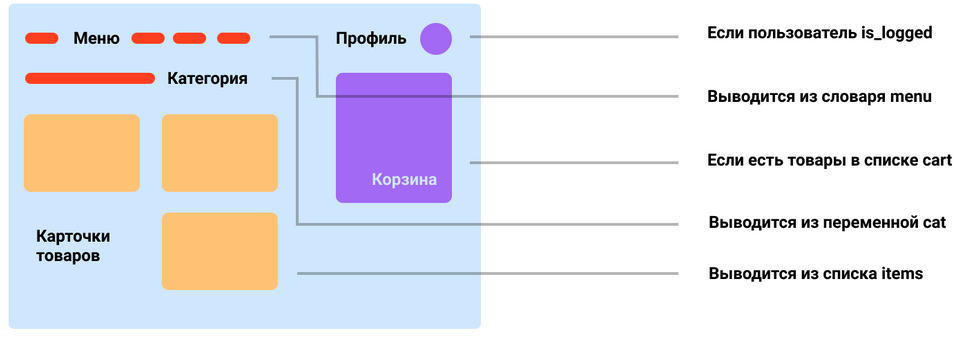 Меню
Профиль
Если пользователь is_logged
Категория
Выводится из словаря menu
Если есть товары в списке cart
Корзина
Выводится из переменной cat
Карточки
товаров
Выводится из списка items